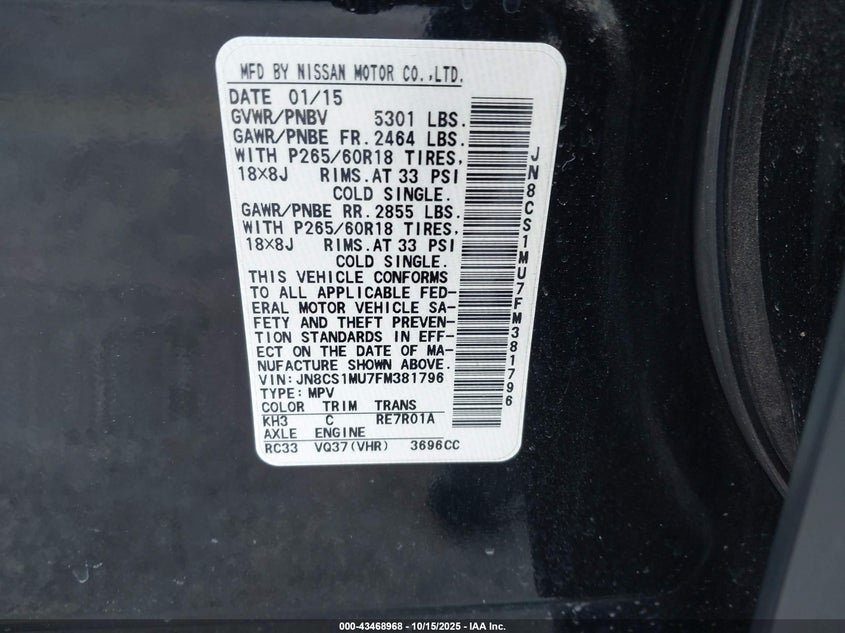 MFD BY NISSAN MOTOR CO.,LTD.
DATE 01/15
GVWR/PNBV 5301 LBS.
GAWR/PNBE FR. 2464 LBS.
WITH P265/60R18 TIRES,
18X8J RIMS. AT 33 PSI
COLD SINGLE.
GAWR/PNBE RR. 2855 LBS.
WITH P265/60R18 TIRES,
18X8J RIMS. AT 33 PSI
COLD SINGLE.
THIS VEHICLE CONFORMS
TO ALL APPLICABLE FED-
ERAL MOTOR VEHICLE SA-
FETY AND THEFT PREVEN-
TION STANDARDS IN EFF-
ECT ON THE DATE OF MA-
NUFACTURE SHOWN ABOVE.
VIN:JN8CS1MU7FM381796
TYPE: MPV
COLOR TRIM TRANS
KH3 C RE7R01A
AXLE ENGINE
RC33 VQ37(VHR) 3696CC
JN8CS1MU7FM381796
000-43468968 - 10/15/2025 - IAA Inc.